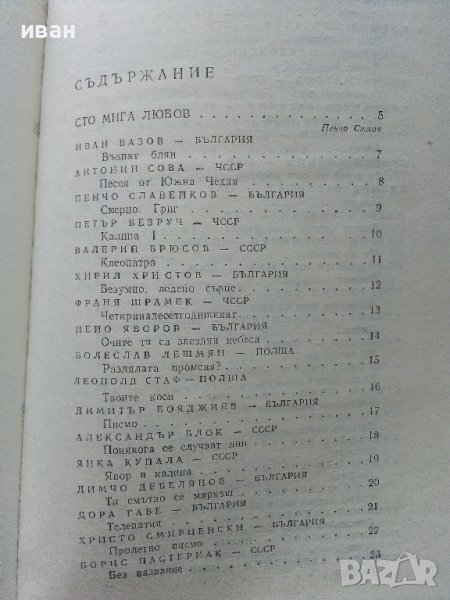 иван
СЪДЪРЖАНИЕ
СТО МИГА ЛЮБОВ . . . . . . . . . . . . 5
Пенчо Симов
ИВАН ВАЗОВ — БЪЛГАРИЯ
Възпят блян . . . . . . . . . . . . 7
АНТОНИН СОВА — ЧССР
Песен от Южна Чехия . . . . . . . . . . . . 8
ПЕНЧО СЛАВЕЙКОВ — БЪЛГАРИЯ
Скерцо, Григ . . . . . . . . . . . . 9
ПЕТЪР БЕЗРУЧ — ЧССР
Калина I . . . . . . . . . . . . 10
ВАЛЕРИЙ БРЮСОВ — СССР
Клеопатра . . . . . . . . . . . . 11
КИРИЛ ХРИСТОВ — БЪЛГАРИЯ
Безумно, ледено сърце . . . . . . . . . . . . 12
ФРАНЯ ШРАМЕК — ЧССР
Четиринадесетгодишният . . . . . . . . . . . . 13
ПЕЙО ЯВОРОВ — БЪЛГАРИЯ
Очите ти са звездни небеса . . . . . . . . . . . . 14
БОЛЕСЛАВ ЛЕШМЯН — ПОЛША
Раздялата променя? . . . . . . . . . . . . 15
ЛЕОПОЛД СТАФ — ПОЛША
Твоите коси . . . . . . . . . . . . 16
ДИМИТЪР БОЯДЖИЕВ — БЪЛГАРИЯ
Писмо . . . . . . . . . . . . 17
АЛЕКСАНДЪР БЛОК — СССР
Понякога се случват дни . . . . . . . . . . . . 18
ЯНКА КУПАЛА — СССР
Явор и калина . . . . . . . . . . . . 19
ДИМЧО ДЕБЕЛЯНОВ — БЪЛГАРИЯ
Ти смътно се мяркаш . . . . . . . . . . . . 20
ДОРА ГАБЕ — БЪЛГАРИЯ
Телепатия . . . . . . . . . . . . 21
ХРИСТО СМИРНЕНСКИ — БЪЛГАРИЯ
Пролетно писмо . . . . . . . . . . . . 22
БОРИС ПАСТЕРНАК — СССР
Без название . . . . . . . . . . . . 23
BAZAR